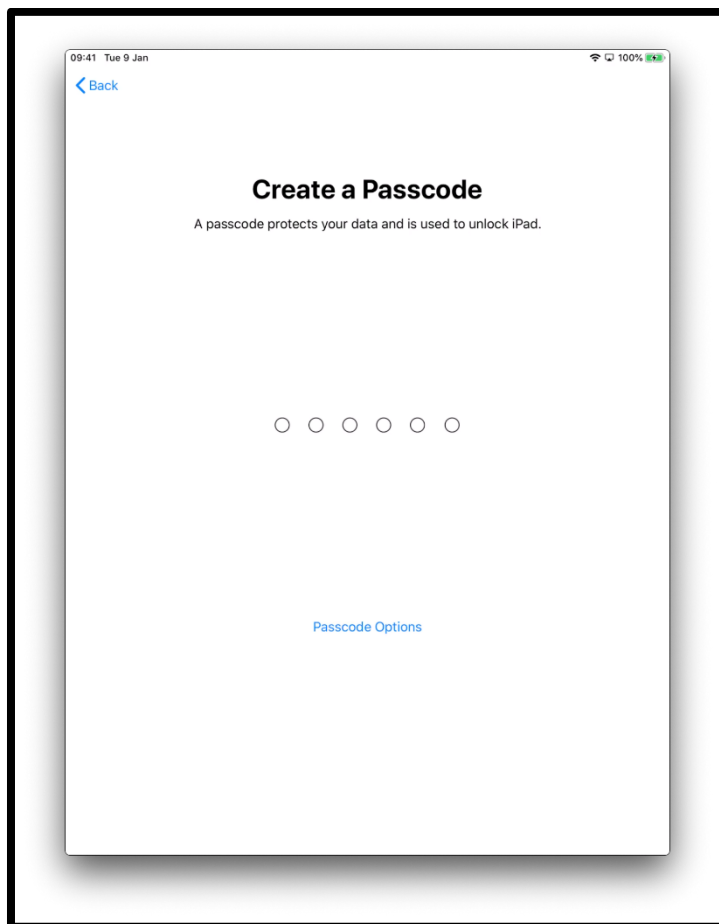 09:41 Tue 9 Jan 100%
Back
Create a Passcode
A passcode protects your data and is used to unlock iPad.
Passcode Options